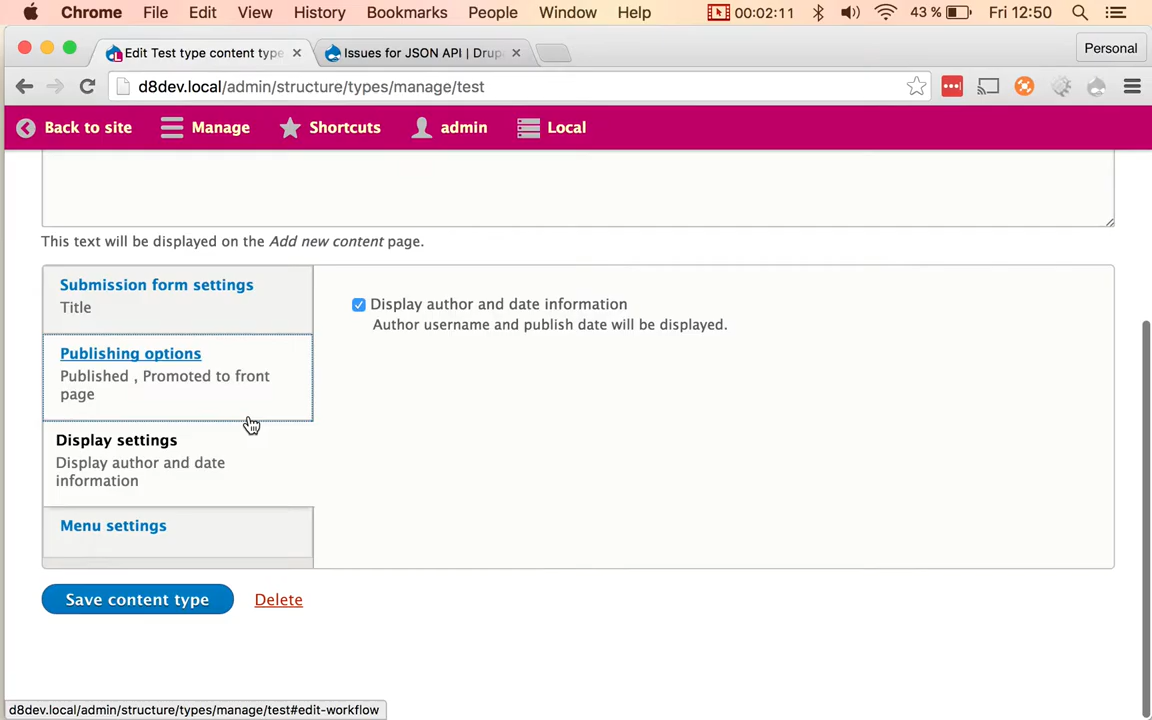 Chrome File Edit View History Bookmarks People Window Help 00:02:11 43 % Fri 12:50
Edit Test type content type Issues for JSON API | Drup Personal
d8dev.local/admin/structure/types/manage/test
Back to site Manage Shortcuts admin Local
This text will be displayed on the Add new content page.
Submission form settings
Title
Display author and date information
Author username and publish date will be displayed.
Publishing options
Published , Promoted to front
page
Display settings
Display author and date
information
Menu settings
Save content type Delete
d8dev.local/admin/structure/types/manage/test#edit-workflow